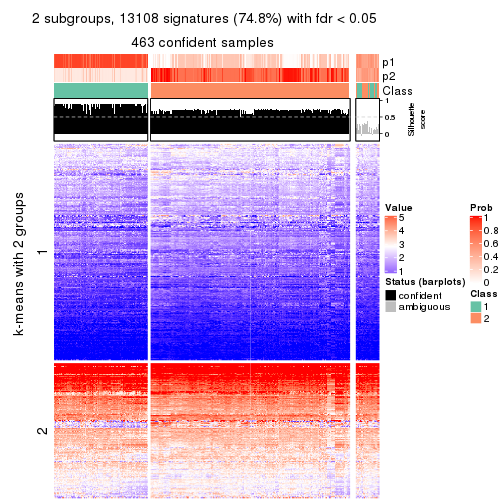 2 subgroups, 13108 signatures (74.8%) with fdr < 0.05
463 confident samples
p1
p2
Class
1
0.5
0
Silhouette
score
k-means with 2 groups
1
2
Value
5
4
3
2
1
Status (barplots)
confident
ambiguous
Prob
1
0.8
0.6
0.4
0.2
0
Class
1
2